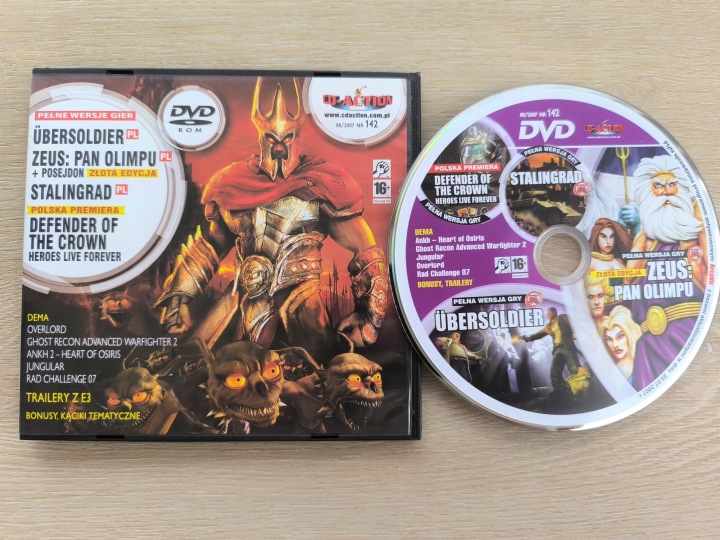 PEŁNE WERSJE GIER
ÜBERSOLDIER PL
ZEUS: PAN OLIMPU PL
+ POSEJDON ZŁOTA EDYCJA
STALINGRAD PL
POLSKA PREMIERA
DEFENDER OF
THE CROWN
HEROES LIVE FOREVER
DVD
ROM
CD-ACTION
www.cdaction.com.pl
08/2007 NR 142
16+
DEMA
OVERLORD
GHOST RECON ADVANCED WARFIGHTER 2
ANKH 2 – HEART OF OSIRIS
JUNGULAR
RAD CHALLENGE 07
TRAILERY Z E3
BONUSY, KĄCIKI TEMATYCZNE
08/2007 NR 142
DVD
CD-ACTION
POLSKA PREMIERA
DEFENDER OF
THE CROWN
HEROES LIVE FOREVER
PEŁNA WERSJA GRY
PEŁNA WERSJA GRY
STALINGRAD
DEMA
Ankh – Heart of Osiris
Ghost Recon Advanced Warfighter 2
Jungular
Overlord
Rad Challenge 07
BONUSY, TRAILERY
16+
PEŁNA WERSJA GRY
ZŁOTA EDYCJA
ZEUS:
PAN OLIMPU
PEŁNA WERSJA GRY
ÜBERSOLDIER
Płyta sprawdzona